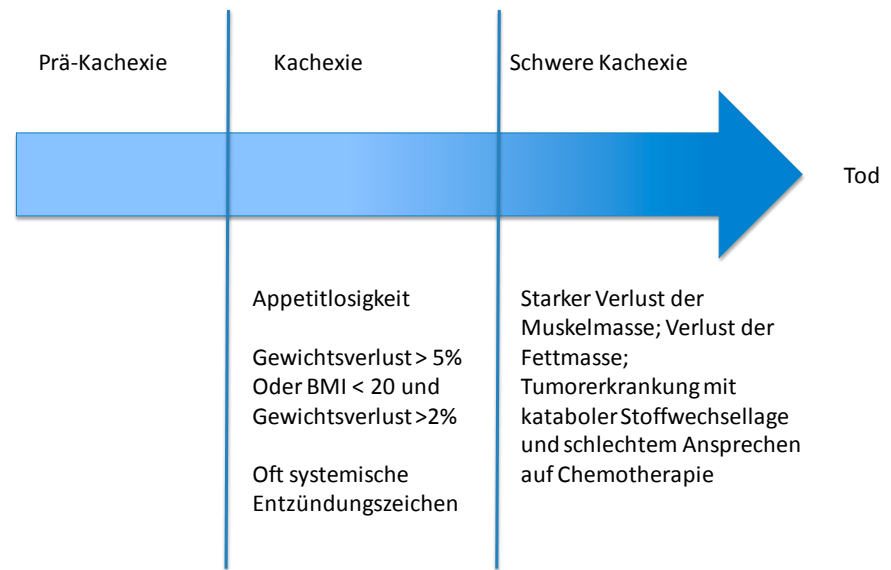 Prä-Kachexie
Kachexie
Schwere Kachexie
Tod
Appetitlosigkeit
Gewichtsverlust > 5%
Oder BMI < 20 und
Gewichtsverlust >2%
Oft systemische
Entzündungszeichen
Starker Verlust der
Muskelmasse; Verlust der
Fettmasse;
Tumorerkrankung mit
kataboler Stoffwechsellage
und schlechtem Ansprechen
auf Chemotherapie